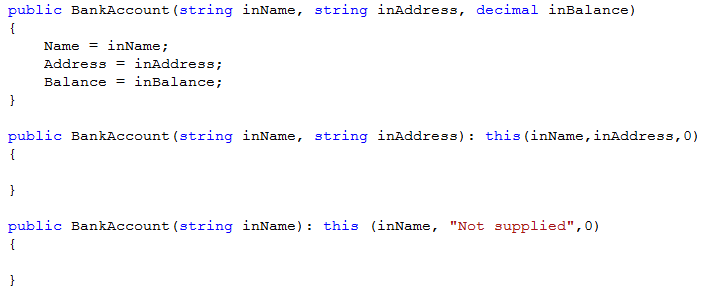 public BankAccount(string inName, string inAddress, decimal inBalance)
{
    Name = inName;
    Address = inAddress;
    Balance = inBalance;
}
public BankAccount(string inName, string inAddress): this(inName,inAddress,0)
{
}
public BankAccount(string inName): this (inName, "Not supplied",0)
{
}